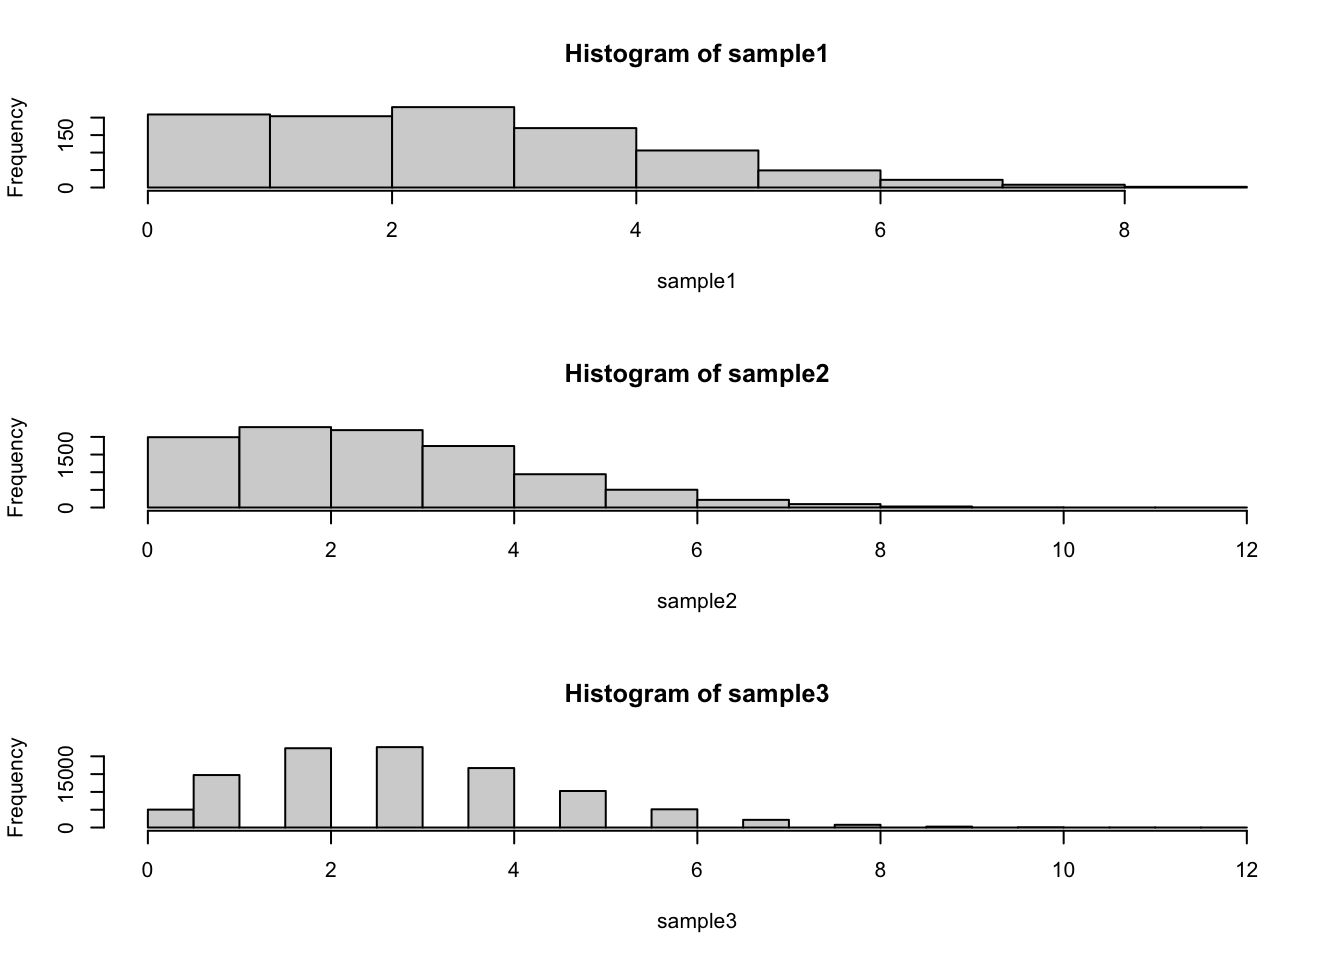 Histogram of sample1
Frequency
150
0
0 2 4 6 8
sample1
Histogram of sample2
Frequency
1500
0
0 2 4 6 8 10 12
sample2
Histogram of sample3
Frequency
15000
0
0 2 4 6 8 10 12
sample3